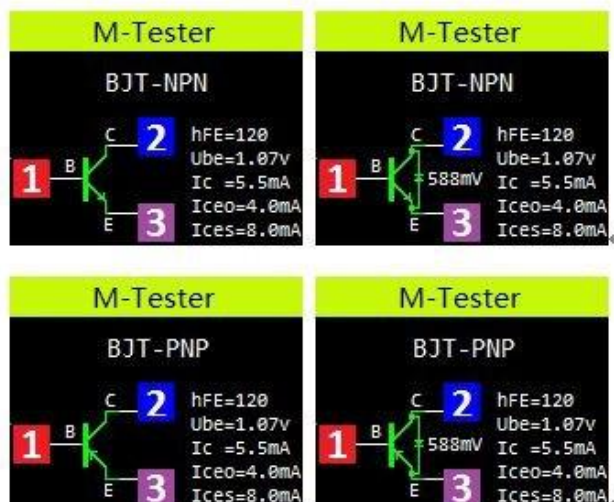 M-Tester
BJT-NPN
C 2 hFE=120
Ube=1.07v
1 B Ic =5.5mA
Iceo=4.0mA
E 3 Ices=8.0mA
M-Tester
BJT-NPN
C 2 hFE=120
Ube=1.07v
1 B 588mV Ic =5.5mA
Iceo=4.0mA
E 3 Ices=8.0mA
M-Tester
BJT-PNP
C 2 hFE=120
Ube=1.07v
1 B Ic =5.5mA
Iceo=4.0mA
E 3 Ices=8.0mA
M-Tester
BJT-PNP
C 2 hFE=120
Ube=1.07v
1 B 588mV Ic =5.5mA
Iceo=4.0mA
E 3 Ices=8.0mA